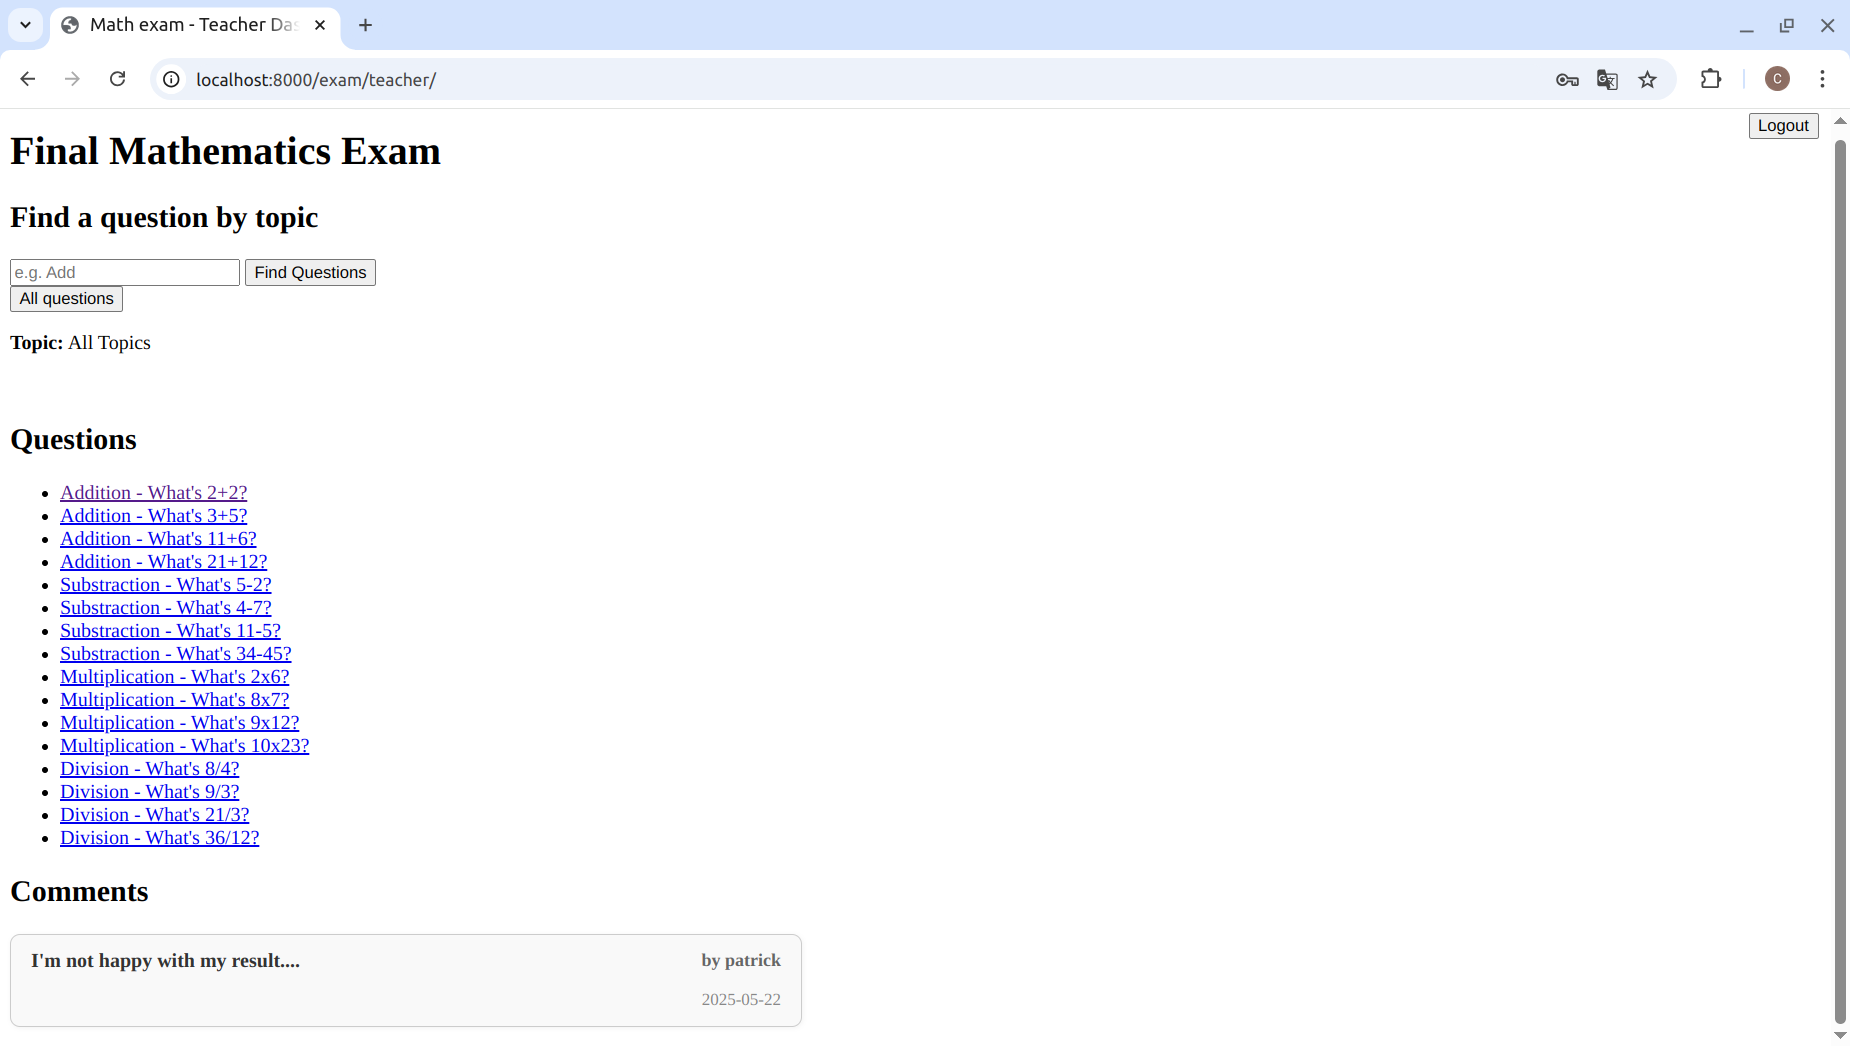 Math exam - Teacher Das
localhost:8000/exam/teacher/
C
Logout
Final Mathematics Exam
Find a question by topic
e.g. Add Find Questions
All questions
Topic: All Topics
Questions
Addition - What's 2+2?
Addition - What's 3+5?
Addition - What's 11+6?
Addition - What's 21+12?
Substraction - What's 5-2?
Substraction - What's 4-7?
Substraction - What's 11-5?
Substraction - What's 34-45?
Multiplication - What's 2x6?
Multiplication - What's 8x7?
Multiplication - What's 9x12?
Multiplication - What's 10x23?
Division - What's 8/4?
Division - What's 9/3?
Division - What's 21/3?
Division - What's 36/12?
Comments
I'm not happy with my result.... by patrick
2025-05-22